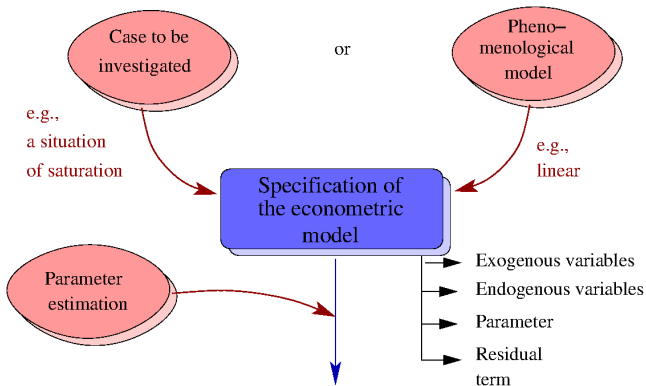 Case to be
investigated
or
Pheno–
menological
model
e.g.,
a situation
of saturation
e.g.,
linear
Specification of
the econometric
model
Parameter
estimation
Exogenous variables
Endogenous variables
Parameter
Residual
term